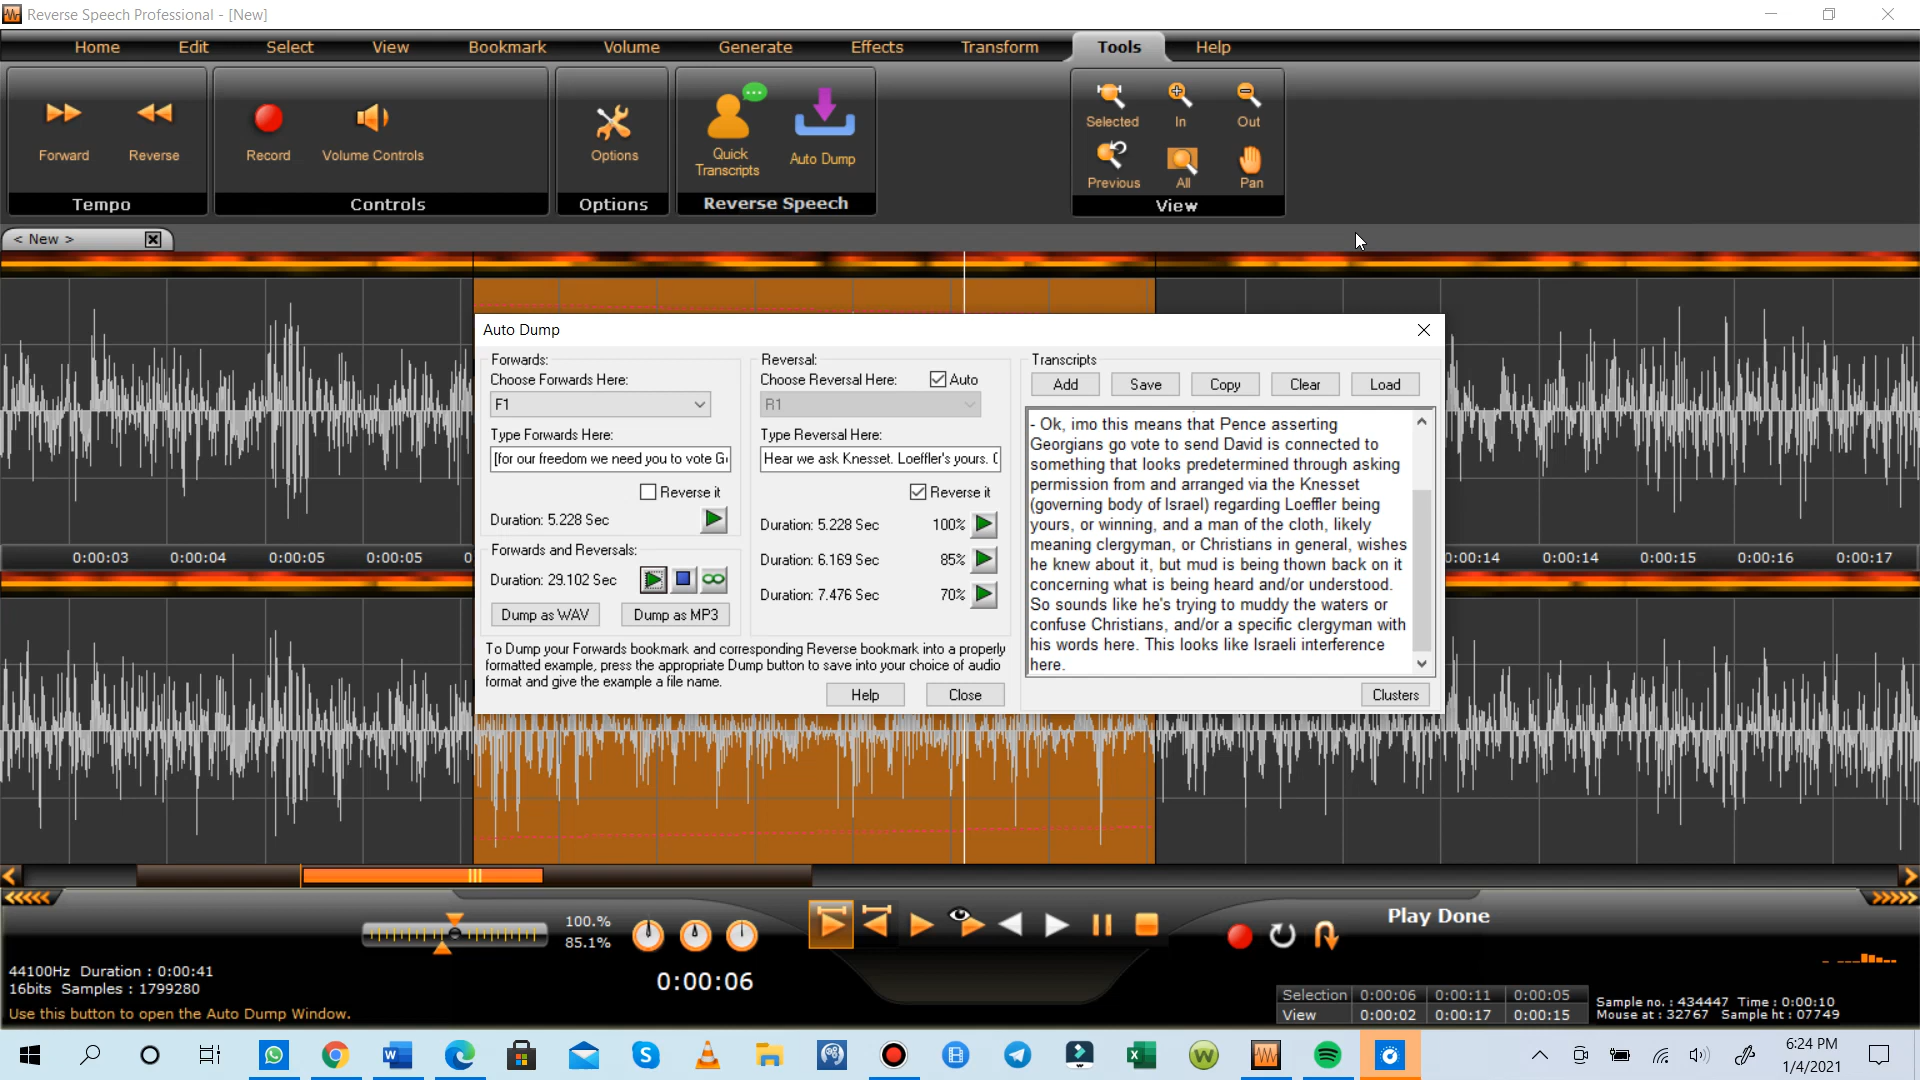 Reverse Speech Professional - [New]
Home Edit Select View Bookmark Volume Generate Effects Transform Tools Help
Forward Reverse Record Volume Controls Options Quick Transcripts Auto Dump
Selected In Out
Previous All Pan
Tempo Controls Options Reverse Speech View
< New >
Auto Dump
Forwards:
Choose Forwards Here:
F1
Type Forwards Here:
[for our freedom we need you to vote G
Reverse it
Duration: 5.228 Sec
Forwards and Reversals:
Duration: 29.102 Sec
Dump as WAV Dump as MP3
Reversal:
Choose Reversal Here: Auto
R1
Type Reversal Here:
Hear we ask Knesset. Loeffler's yours. (
Reverse it
Duration: 5.228 Sec 100%
Duration: 6.169 Sec 85%
Duration: 7.476 Sec 70%
To Dump your Forwards bookmark and corresponding Reverse bookmark into a properly
formatted example, press the appropriate Dump button to save into your choice of audio
format and give the example a file name.
Help Close
Transcripts
Add Save Copy Clear Load
- Ok, imo this means that Pence asserting
Georgians go vote to send David is connected to
something that looks predetermined through asking
permission from and arranged via the Knesset
(governing body of Israel) regarding Loeffler being
yours, or winning, and a man of the cloth, likely
meaning clergyman, or Christians in general, wishes
he knew about it, but mud is being thown back on it
concerning what is being heard and/or understood.
So sounds like he's trying to muddy the waters or
confuse Christians, and/or a specific clergyman with
his words here. This looks like Israeli interference
here.
Clusters
0:00:03 0:00:04 0:00:05 0:00:05 0 0:00:14 0:00:14 0:00:15 0:00:16 0:00:17
100.%
85.1%
0:00:06
Play Done
44100Hz Duration : 0:00:41
16bits Samples : 1799280
Use this button to open the Auto Dump Window.
Selection 0:00:06 0:00:11 0:00:05
View 0:00:02 0:00:17 0:00:15
Sample no. : 434447 Time : 0:00:10
Mouse at : 32767 Sample ht : 07749
6:24 PM
1/4/2021